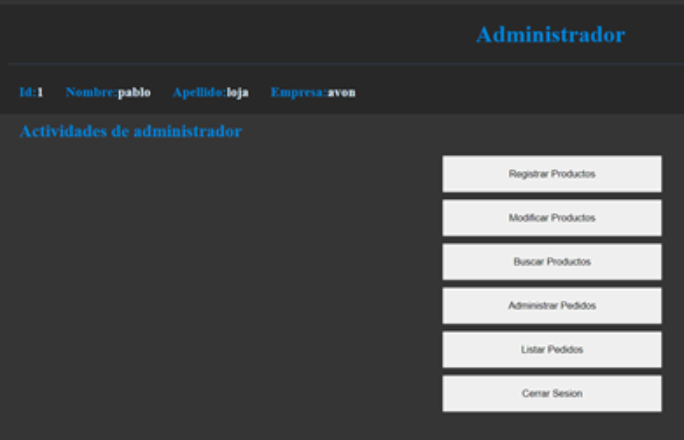 Administrador
Id:1 Nombre:pablo Apellido:loja Empresa:avon
Actividades de administrador
Registrar Productos
Modificar Productos
Buscar Productos
Administrar Pedidos
Listar Pedidos
Cerrar Sesion